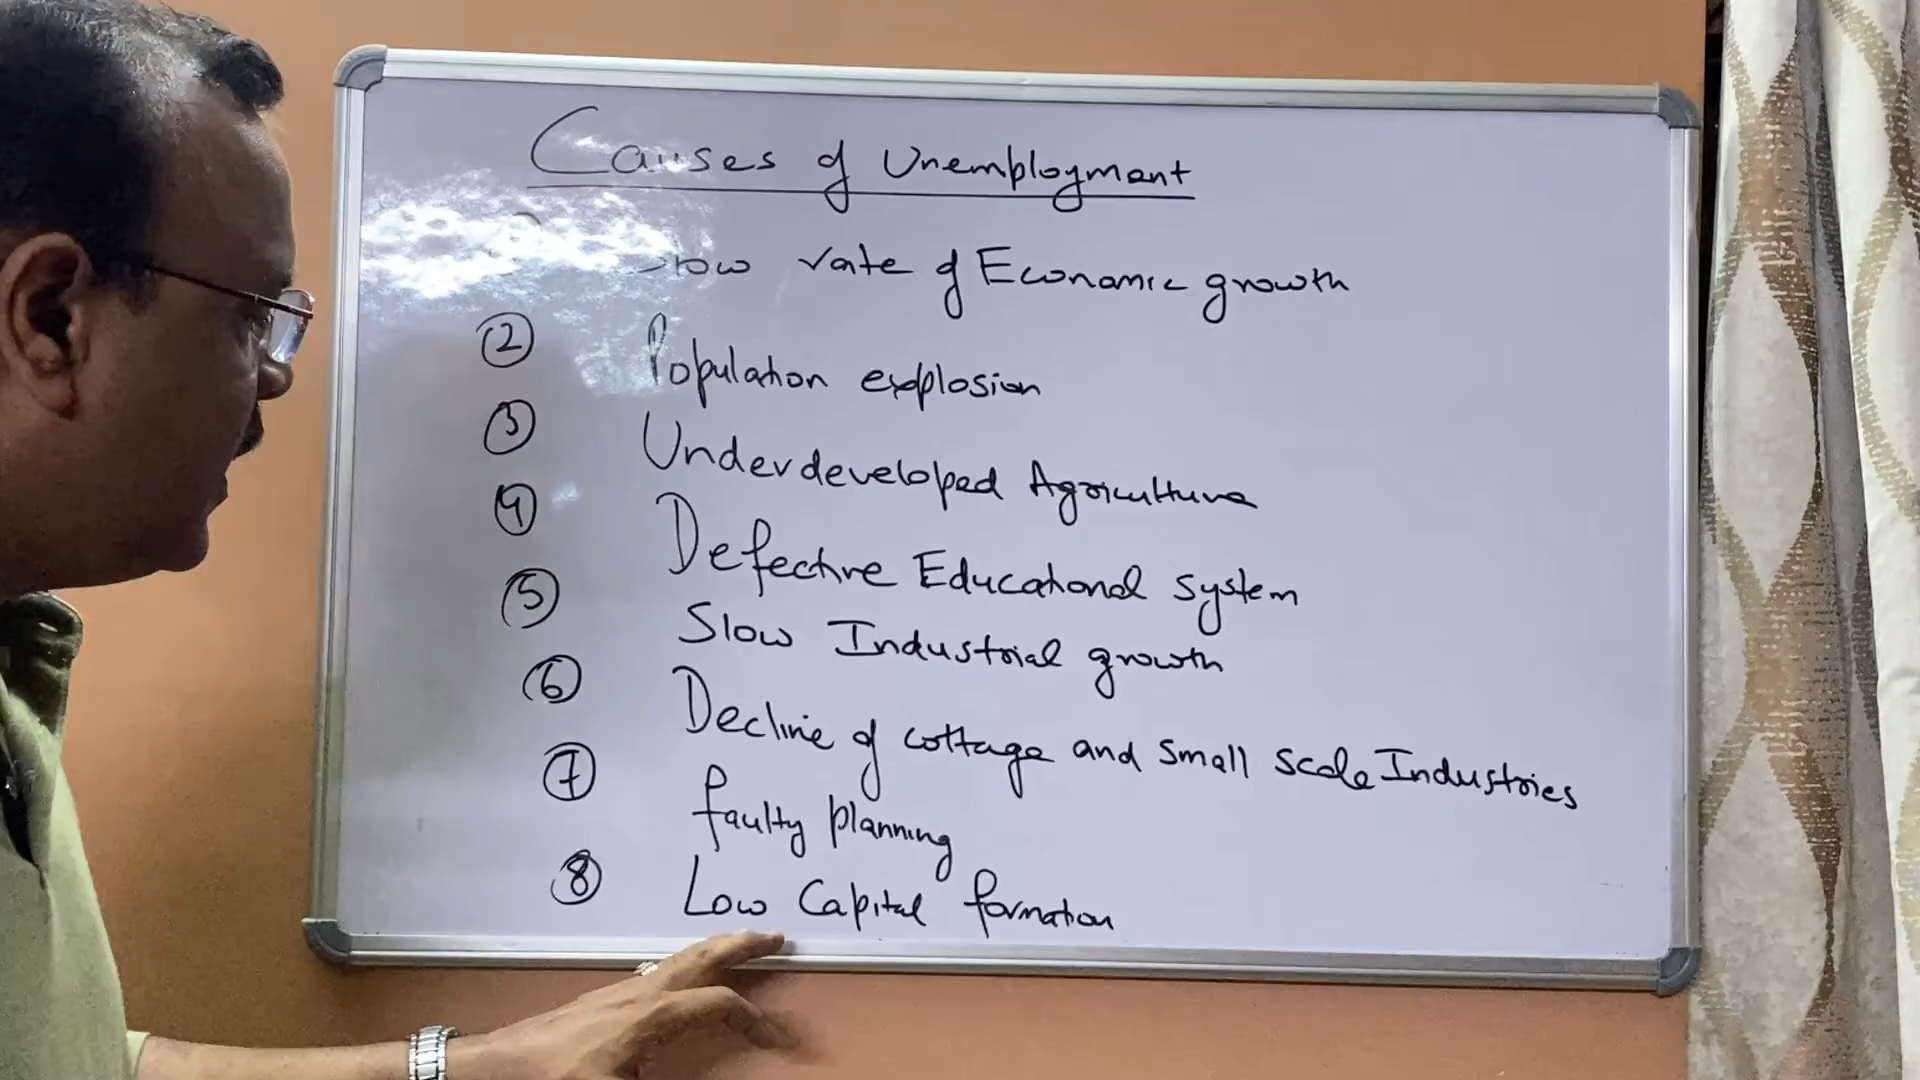 Causes of Unemployment
Slow rate of Economic growth
② Population explosion
③ Underdeveloped Agriculture
④ Defective Educational system
⑤ Slow Industrial growth
⑥ Decline of cottage and small scale Industries
⑦ faulty planning
⑧ Low Capital formation